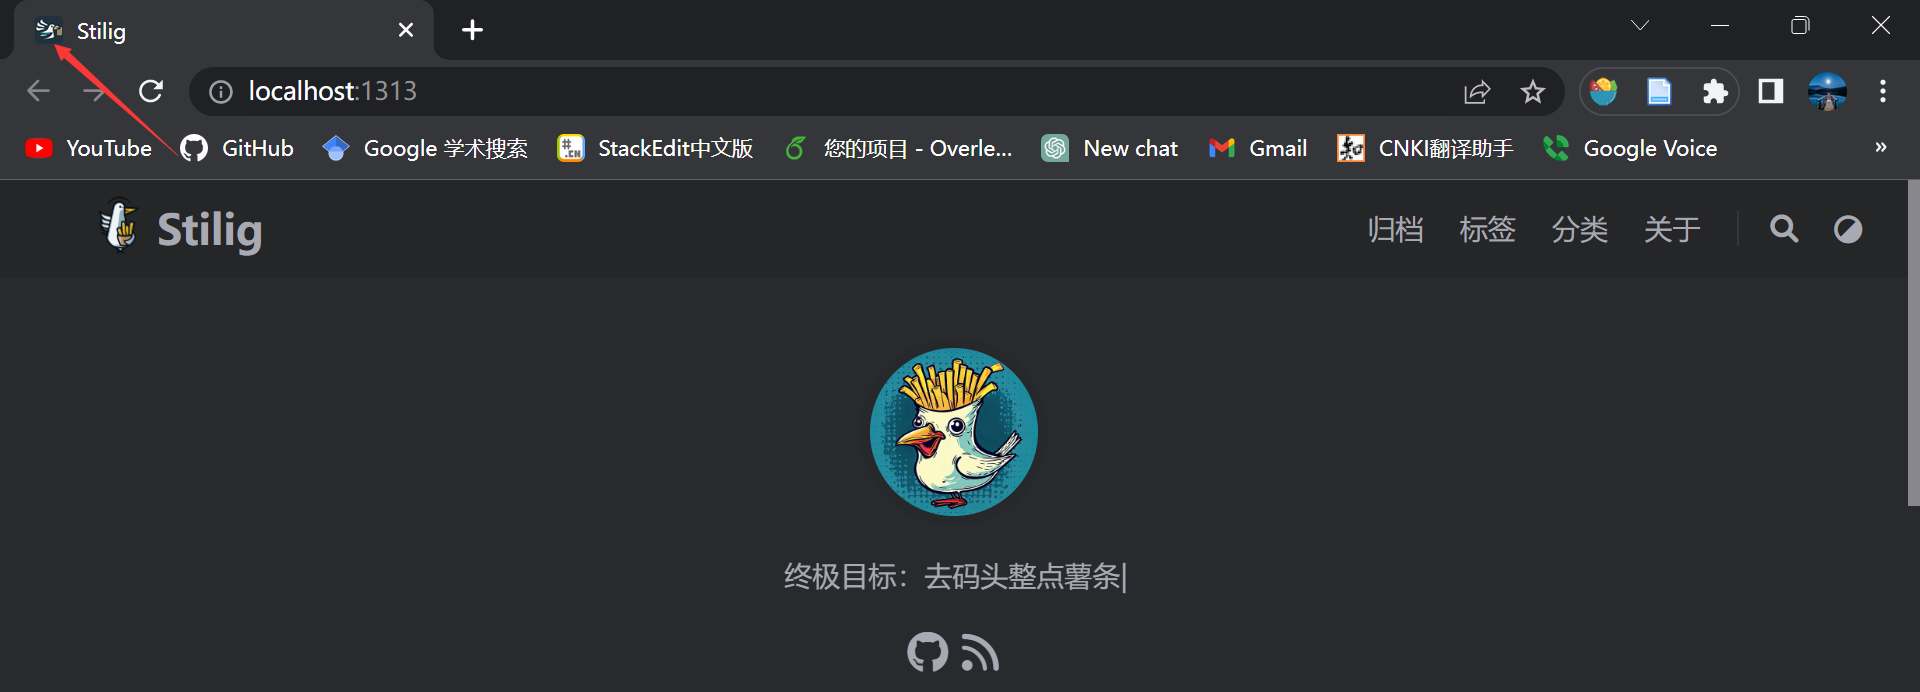 Stilig
localhost:1313
YouTube GitHub Google 学术搜索 StackEdit中文版 您的项目 - Overle... New chat Gmail CNKI翻译助手 Google Voice »
Stilig 归档 标签 分类 关于
终极目标：去码头整点薯条|